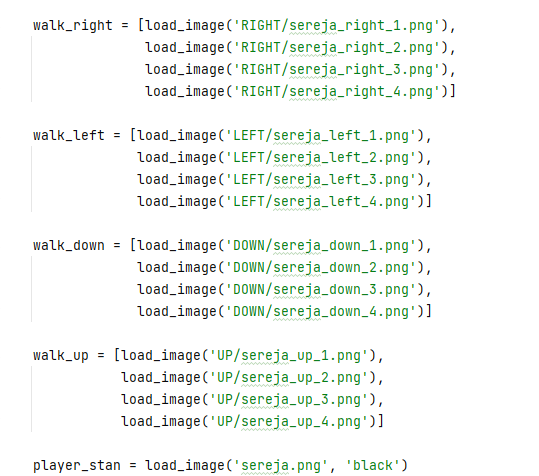 walk_right = [load_image('RIGHT/sereja_right_1.png'),
load_image('RIGHT/sereja_right_2.png'),
load_image('RIGHT/sereja_right_3.png'),
load_image('RIGHT/sereja_right_4.png')]
walk_left = [load_image('LEFT/sereja_left_1.png'),
load_image('LEFT/sereja_left_2.png'),
load_image('LEFT/sereja_left_3.png'),
load_image('LEFT/sereja_left_4.png')]
walk_down = [load_image('DOWN/sereja_down_1.png'),
load_image('DOWN/sereja_down_2.png'),
load_image('DOWN/sereja_down_3.png'),
load_image('DOWN/sereja_down_4.png')]
walk_up = [load_image('UP/sereja_up_1.png'),
load_image('UP/sereja_up_2.png'),
load_image('UP/sereja_up_3.png'),
load_image('UP/sereja_up_4.png')]
player_stan = load_image('sereja.png', 'black')